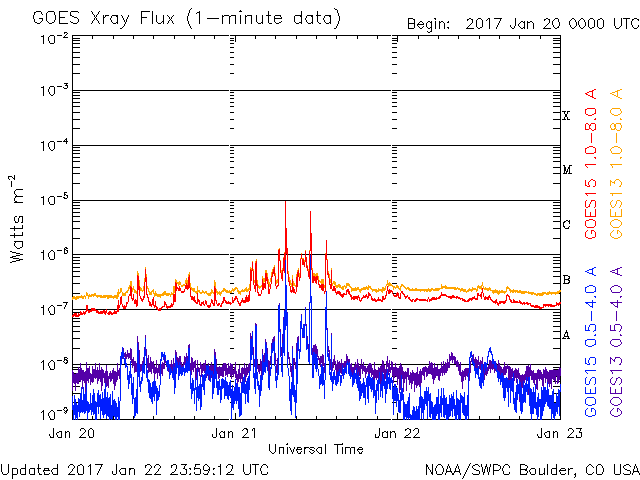 GOES Xray Flux (1-minute data)
Begin: 2017 Jan 20 0000 UTC
10-2
10-3
10-4
10-5
10-6
10-7
10-8
10-9
Watts m-2
X
M
C
B
A
GOES15 1.0-8.0 A
GOES13 1.0-8.0 A
GOES15 0.5-4.0 A
GOES13 0.5-4.0 A
Jan 20
Jan 21
Jan 22
Jan 23
Universal Time
Updated 2017 Jan 22 23:59:12 UTC
NOAA/SWPC Boulder, CO USA